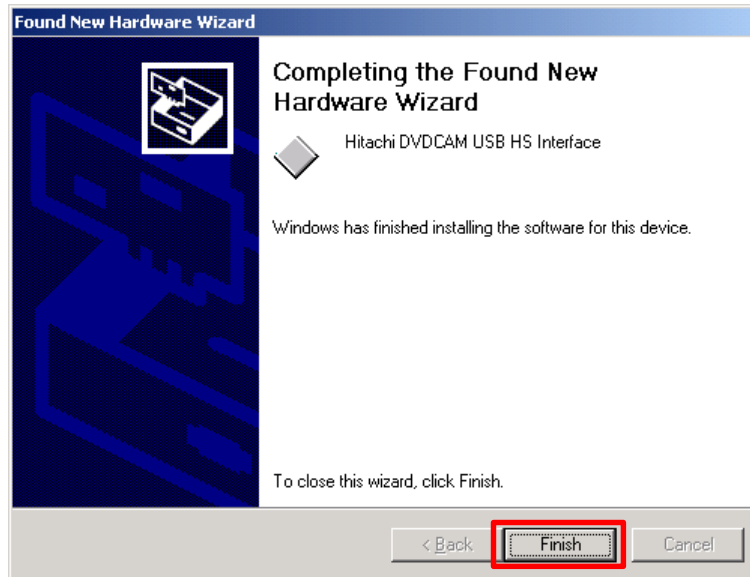 Found New Hardware Wizard
Completing the Found New
Hardware Wizard
Hitachi DVDCAM USB HS Interface
Windows has finished installing the software for this device.
To close this wizard, click Finish.
< Back
Finish
Cancel